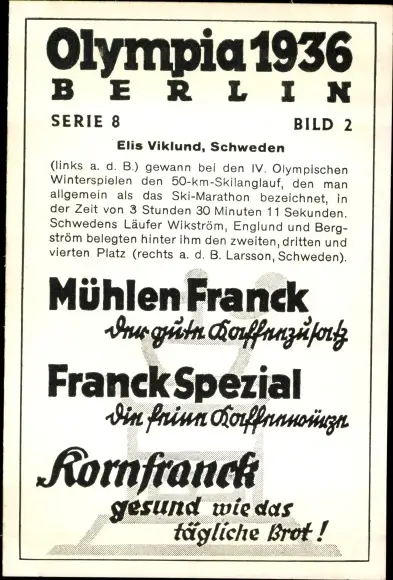 Olympia 1936
BERLIN
SERIE 8 BILD 2
Elis Viklund, Schweden
(links a. d. B.) gewann bei den IV. Olympischen
Winterspielen den 50-km-Skilanglauf, den man
allgemein als das Ski-Marathon bezeichnet, in
der Zeit von 3 Stunden 30 Minuten 11 Sekunden.
Schwedens Läufer Wikström, Englund und Berg-
ström belegten hinter ihm den zweiten, dritten und
vierten Platz (rechts a. d. B. Larsson, Schweden).
Mühlen Franck
der gute Kaffeezusatz
Franck Spezial
die feine Kaffeewürze
Kornfranck
gesund wie das
tägliche Brot!